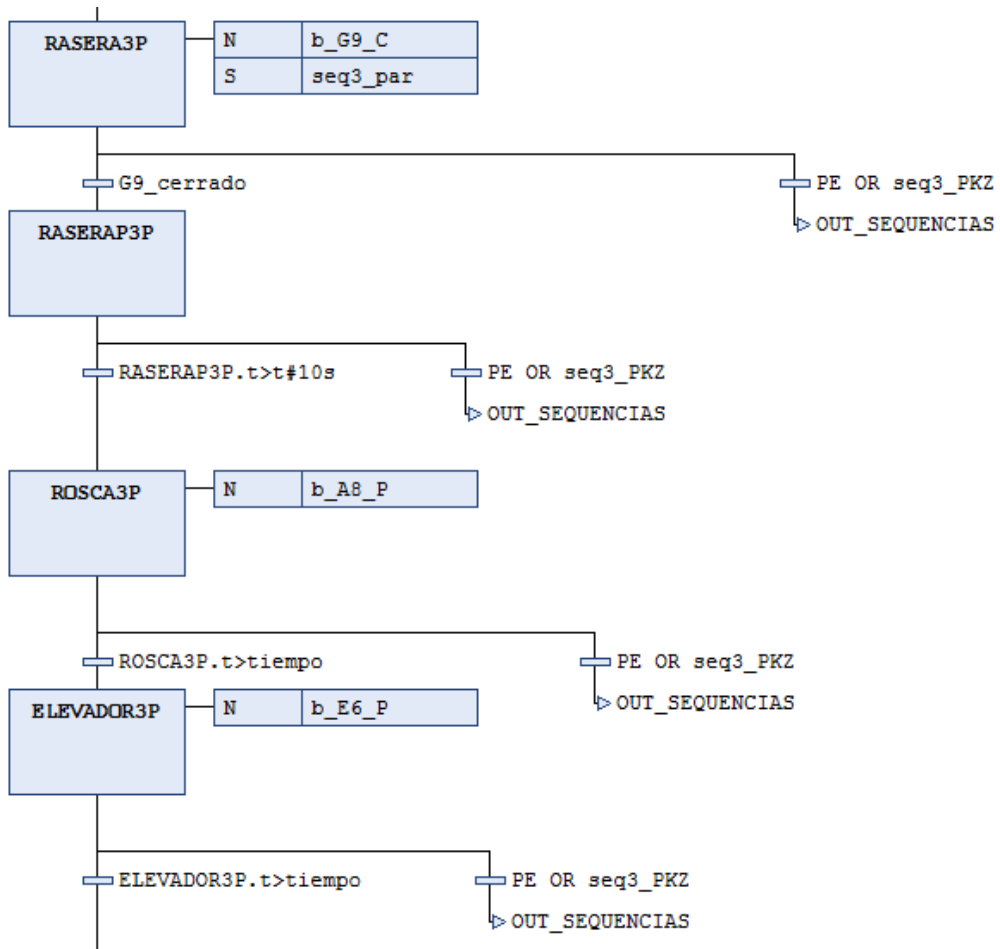 RASERA3P N b_G9_C
S seq3_par
G9_cerrado PE OR seq3_PKZ
RASERAP3P OUT_SEQUENCIAS
RASERAP3P.t>t#10s PE OR seq3_PKZ
OUT_SEQUENCIAS
ROSCA3P N b_A8_P
ROSCA3P.t>tiempo PE OR seq3_PKZ
ELEVADOR3P N b_E6_P OUT_SEQUENCIAS
ELEVADOR3P.t>tiempo PE OR seq3_PKZ
OUT_SEQUENCIAS